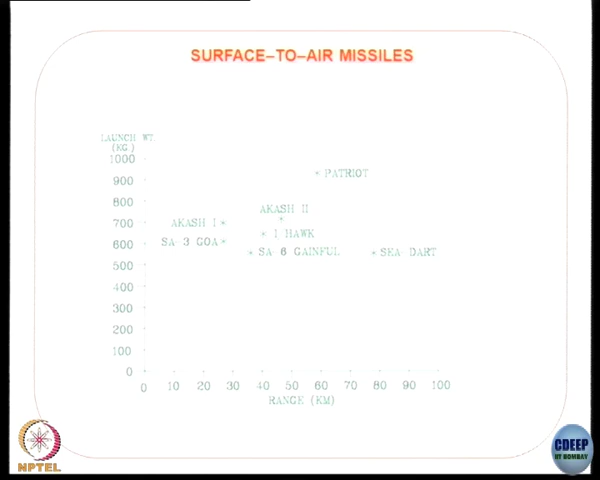 SURFACE-TO-AIR MISSILES
LAUNCH WT.
(KG)
1000
900
800
700
600
500
400
300
200
100
0
PATRIOT
AKASH II
AKASH I
I HAWK
SA-3 GOA
SA-6 GAINFUL
SEA-DART
0 10 20 30 40 50 60 70 80 90 100
RANGE (KM)
NPTEL
CDEEP
IIT BOMBAY